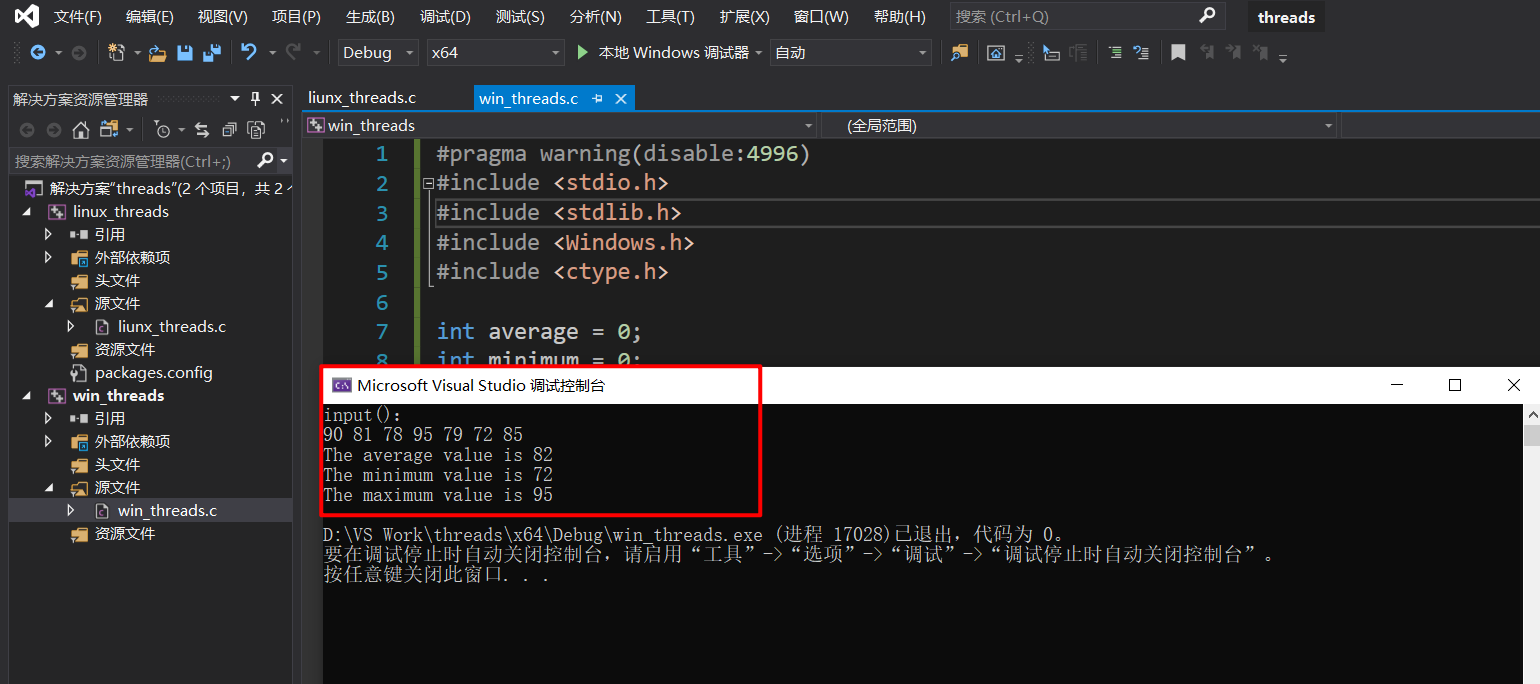 文件(F) 编辑(E) 视图(V) 项目(P) 生成(B) 调试(D) 测试(S) 分析(N) 工具(T) 扩展(X) 窗口(W) 帮助(H) 搜索 (Ctrl+Q) threads
Debug x64 本地 Windows 调试器 自动
解决方案资源管理器
搜索解决方案资源管理器(Ctrl+;)
解决方案"threads"(2 个项目，共 2 个
linux_threads
引用
外部依赖项
头文件
源文件
liunx_threads.c
资源文件
packages.config
win_threads
引用
外部依赖项
头文件
源文件
win_threads.c
资源文件
liunx_threads.c win_threads.c
win_threads (全局范围)
1 #pragma warning(disable:4996)
2 #include <stdio.h>
3 #include <stdlib.h>
4 #include <Windows.h>
5 #include <ctype.h>
6
7 int average = 0;
8 int minimum = 0;
Microsoft Visual Studio 调试控制台
input():
90 81 78 95 79 72 85
The average value is 82
The minimum value is 72
The maximum value is 95
D:\VS Work\threads\x64\Debug\win_threads.exe (进程 17028)已退出，代码为 0。
要在调试停止时自动关闭控制台，请启用“工具”->“选项”->“调试”->“调试停止时自动关闭控制台”。
按任意键关闭此窗口. . .